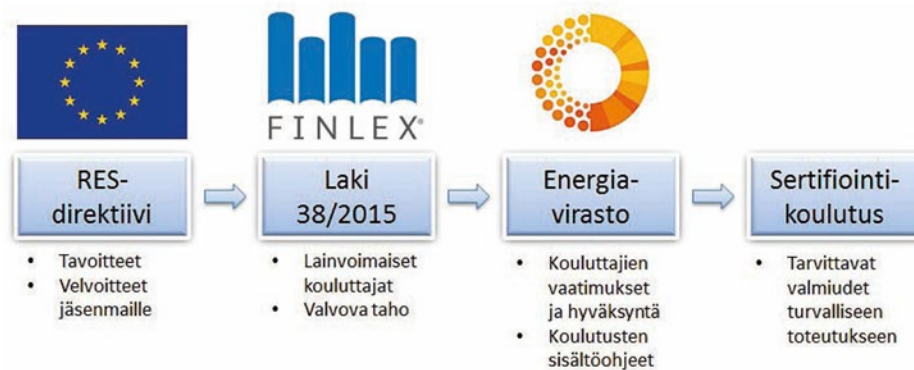 FINLEX®
RES-
direktiivi
Laki
38/2015
Energia-
virasto
Sertifiointi-
koulutus
• Tavoitteet
• Velvoitteet
jäsenmaille
• Lainvoimaiset
kouluttajat
• Valvova taho
• Kouluttajien
vaatimukset
ja hyväksyntä
• Koulutusten
sisältöohjeet
• Tarvittavat
valmiudet
turvalliseen
toteutukseen